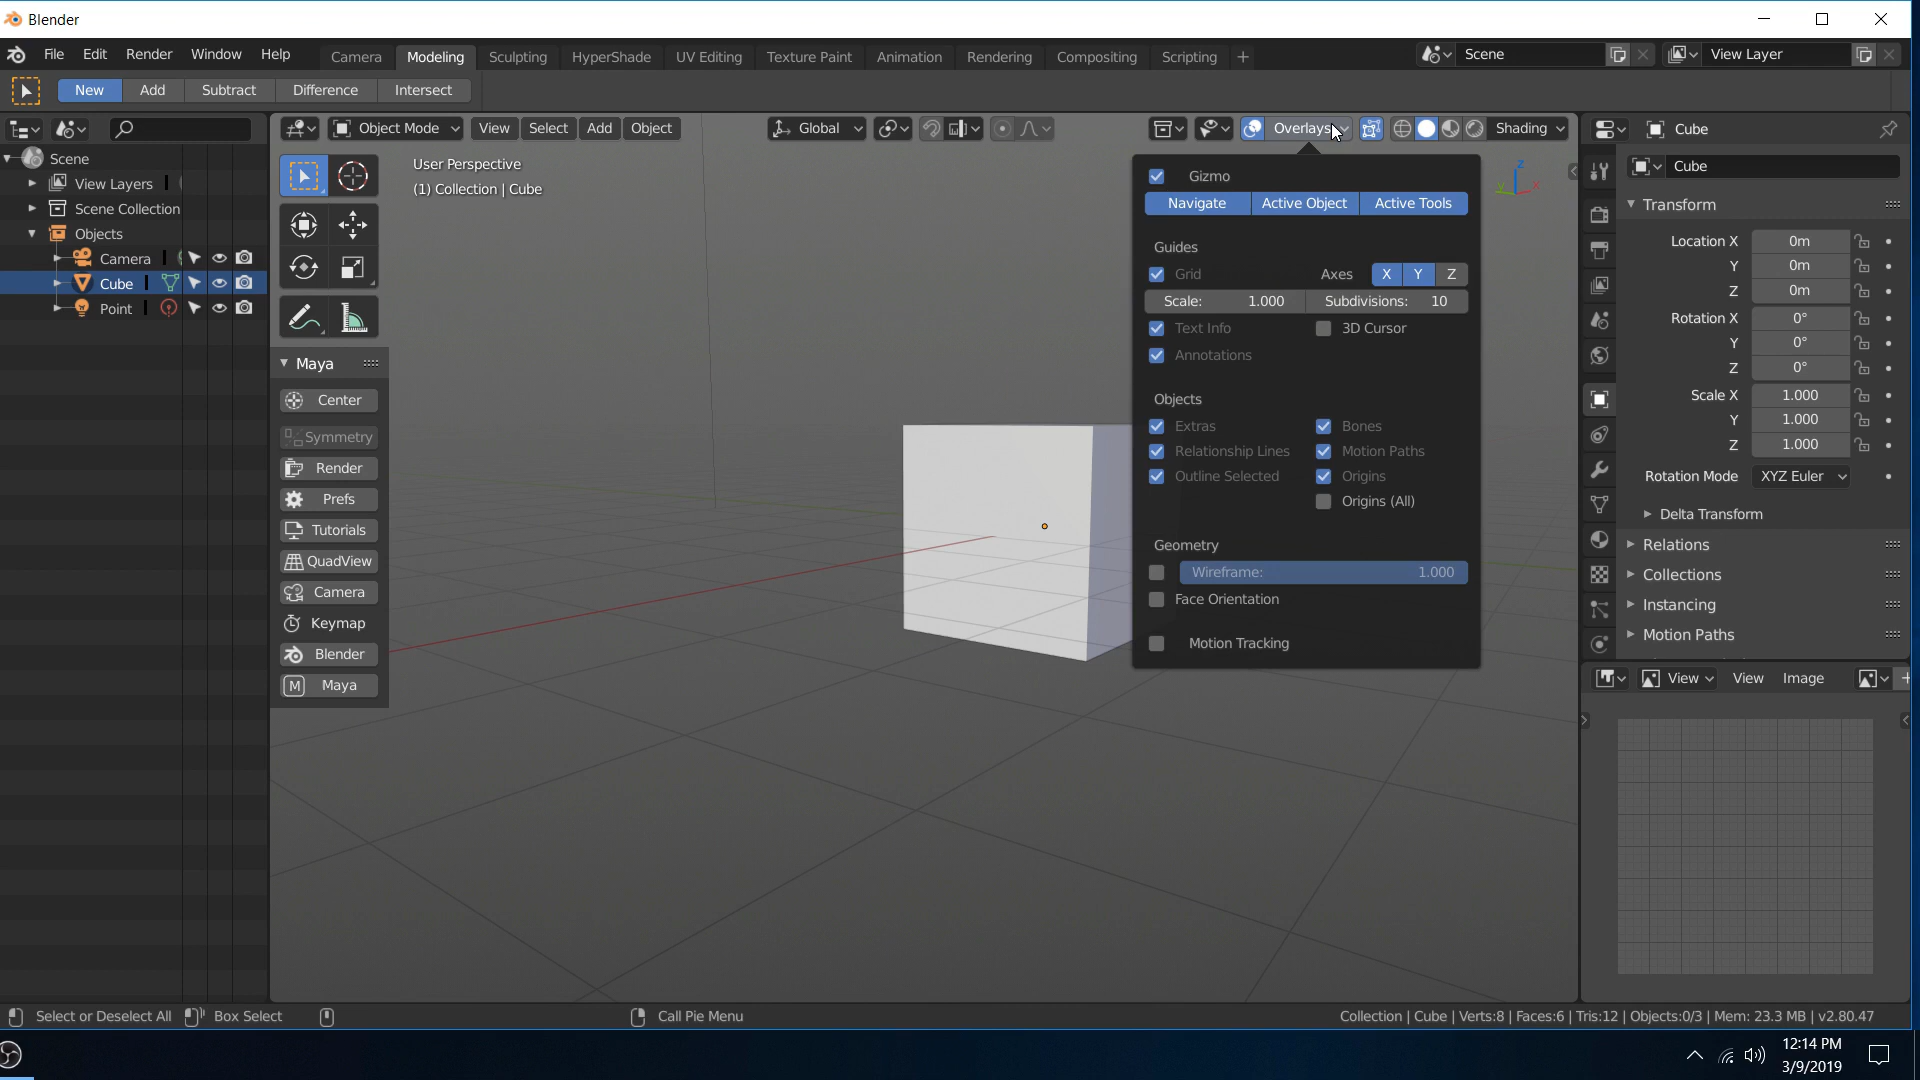 Blender
File Edit Render Window Help Camera Modeling Sculpting HyperShade UV Editing Texture Paint Animation Rendering Compositing Scripting + Scene View Layer
New Add Subtract Difference Intersect
Object Mode View Select Add Object Global Overlays Shading Cube
User Perspective
(1) Collection | Cube
Scene
View Layers
Scene Collection
Objects
Camera
Cube
Point
Maya
Center
Symmetry
Render
Prefs
Tutorials
QuadView
Camera
Keymap
Blender
M Maya
Gizmo
Navigate Active Object Active Tools
Guides
Grid Axes X Y Z
Scale: 1.000 Subdivisions: 10
Text Info 3D Cursor
Annotations
Objects
Extras Bones
Relationship Lines Motion Paths
Outline Selected Origins
Origins (All)
Geometry
Wireframe: 1.000
Face Orientation
Motion Tracking
Z
Y X
Cube
Transform
Location X 0m
Y 0m
Z 0m
Rotation X 0°
Y 0°
Z 0°
Scale X 1.000
Y 1.000
Z 1.000
Rotation Mode XYZ Euler
Delta Transform
Relations
Collections
Instancing
Motion Paths
View View Image +
Select or Deselect All Box Select Call Pie Menu Collection | Cube | Verts:8 | Faces:6 | Tris:12 | Objects:0/3 | Mem: 23.3 MB | v2.80.47
12:14 PM
3/9/2019